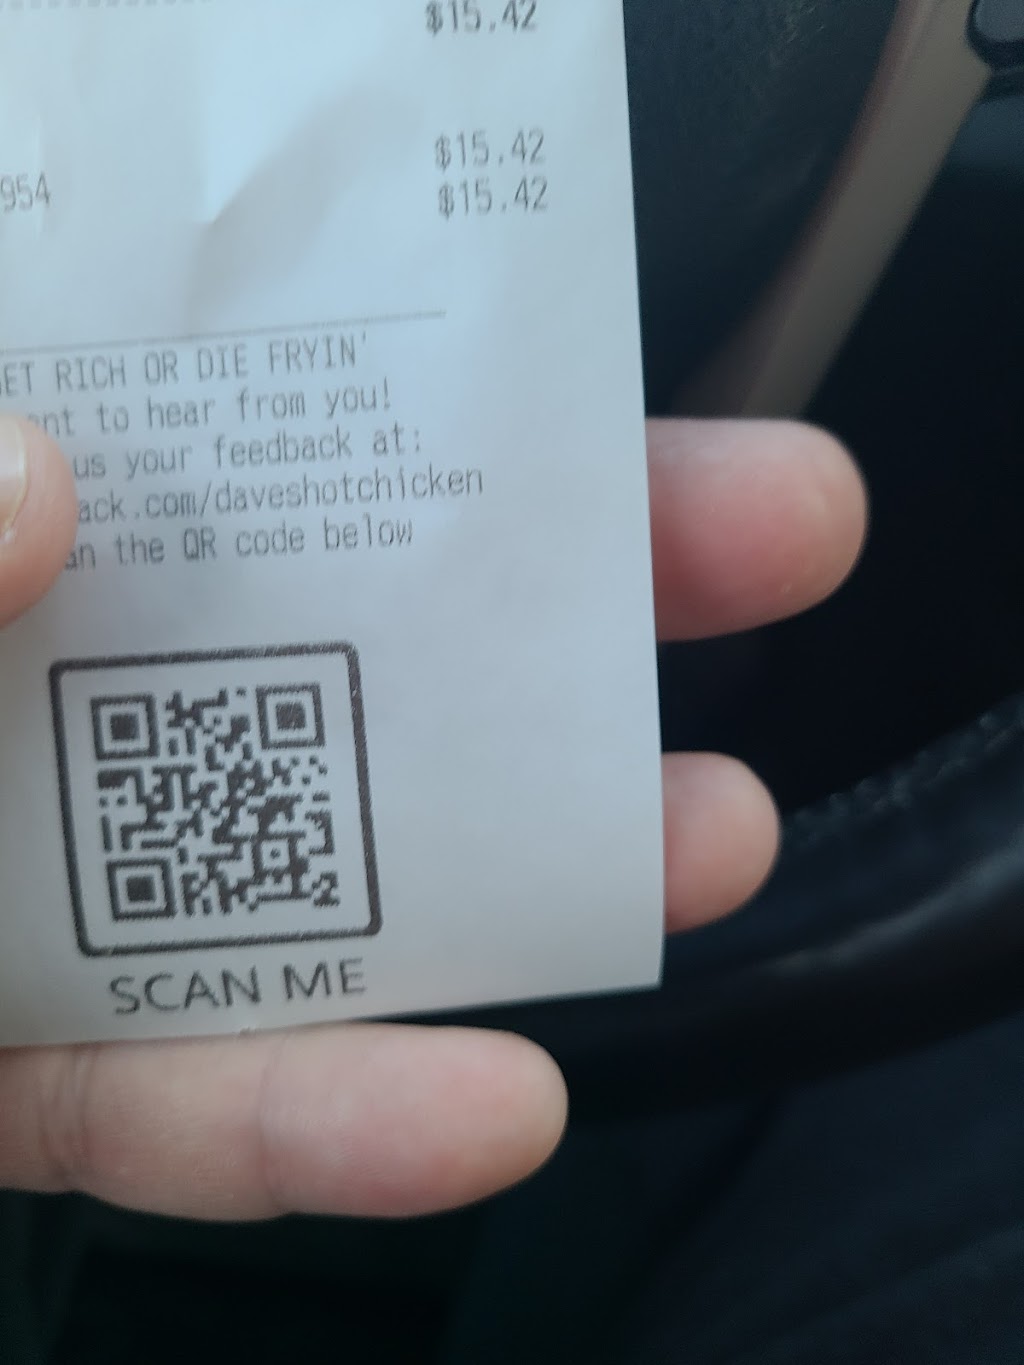 $15.42
$15.42
954 $15.42
ET RICH OR DIE FRYIN'
to hear from you!
us your feedback at:
ack.com/daveshotchicken
the QR code below
SCAN ME